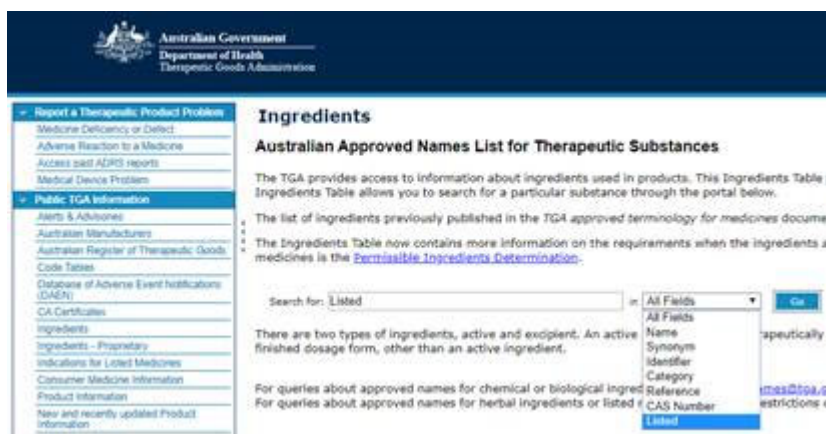 Australian Government
Department of Health
Therapeutic Goods Administration
Report a Therapeutic Product Problem
Medicine Deficiency or Defect
Adverse Reaction to a Medicine
Access past ADRS reports
Medical Device Problem
Public TGA Information
Alerts & Advisories
Australian Manufacturers
Australian Register of Therapeutic Goods
Code Tables
Database of Adverse Event Notifications
(DAEN)
CA Certificates
Ingredients
Ingredients - Proprietary
Indications for Listed Medicines
Consumer Medicine Information
Product Information
New and recently updated Product
Information
Ingredients
Australian Approved Names List for Therapeutic Substances
The TGA provides access to information about ingredients used in products. This Ingredients Table
Ingredients Table allows you to search for a particular substance through the portal below.
The list of ingredients previously published in the TGA approved terminology for medicines docume
The Ingredients Table now contains more information on the requirements when the ingredients a
medicines is the Permissible Ingredients Determination.
Search for: Listed in All Fields Go
All Fields
Name
Synonym
Identifier
Category
Reference
CAS Number
Listed
There are two types of ingredients, active and excipient. An active rapeutically
finished dosage form, other than an active ingredient.
For queries about approved names for chemical or biological ingred mes@tga.g
For queries about approved names for herbal ingredients or listed r estrictions